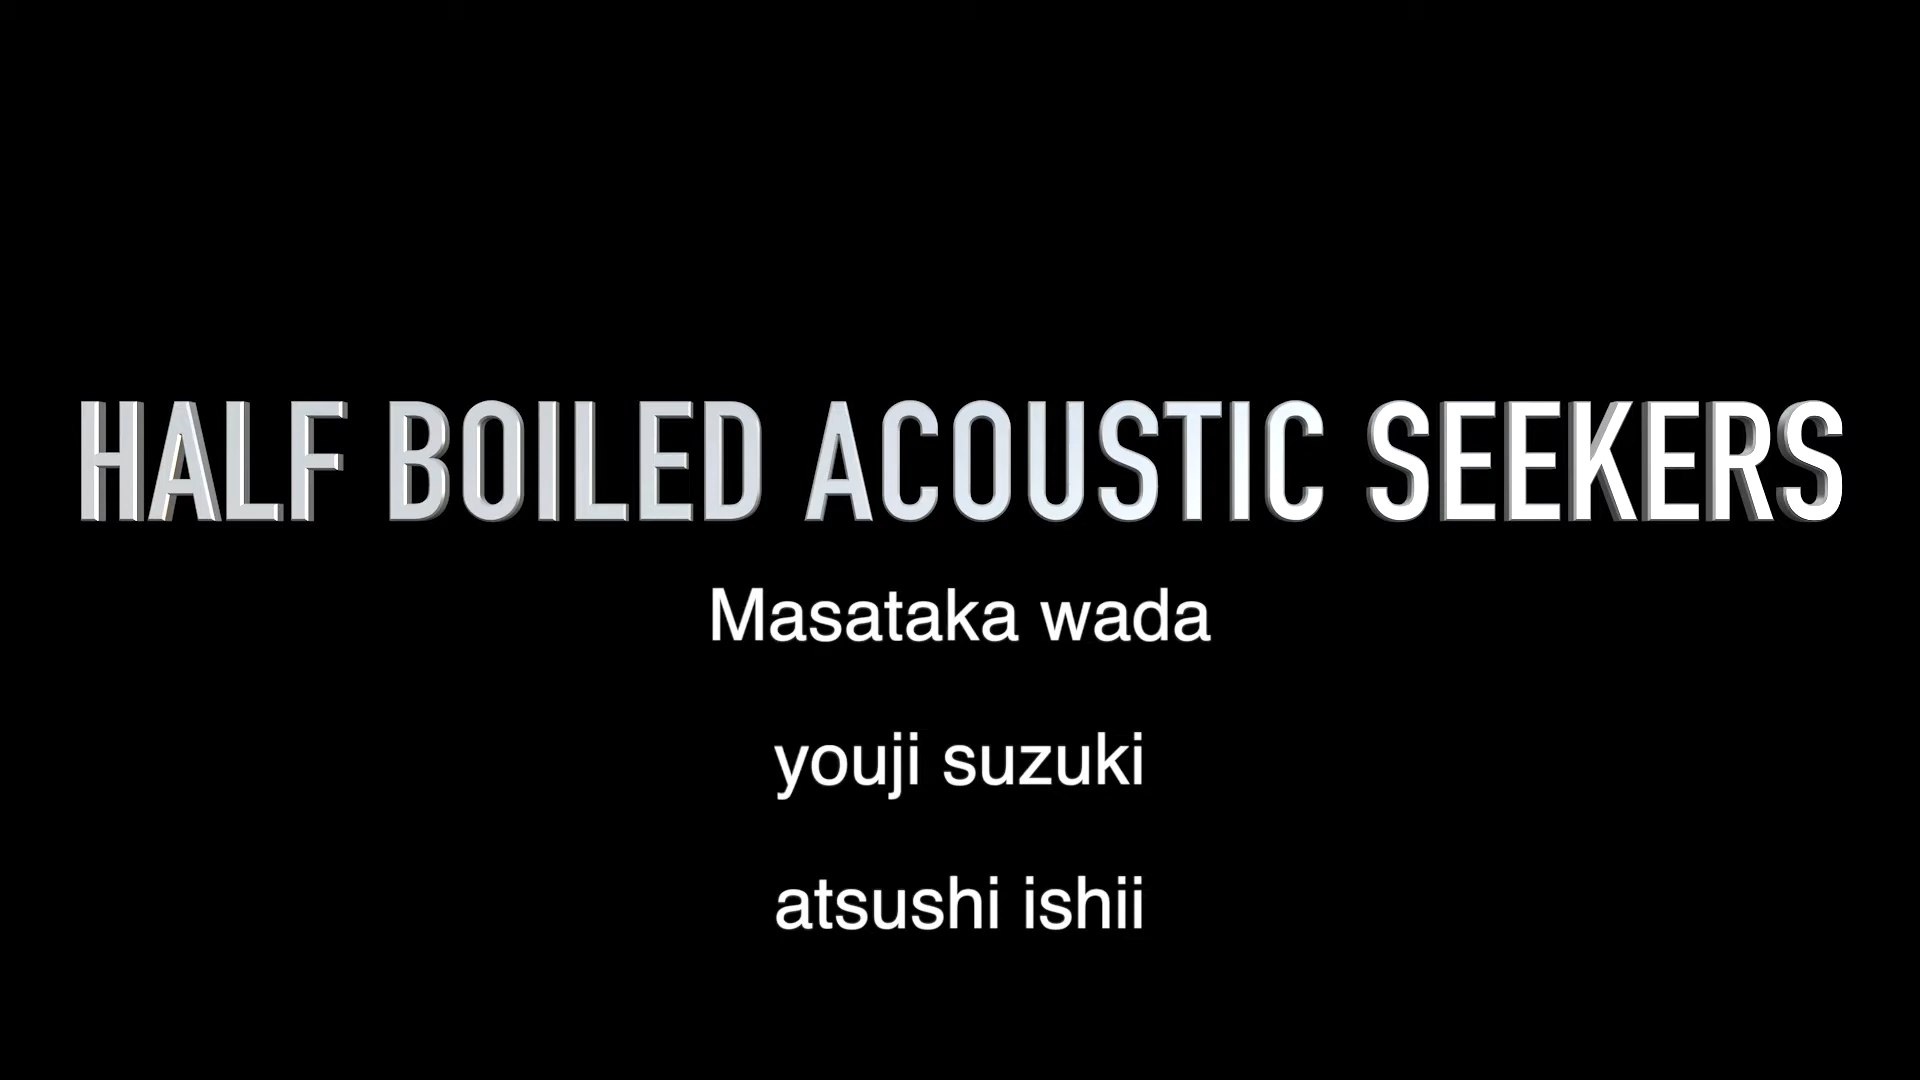 HALF BOILED ACOUSTIC SEEKERS
Masataka wada
youji suzuki
atsushi ishii